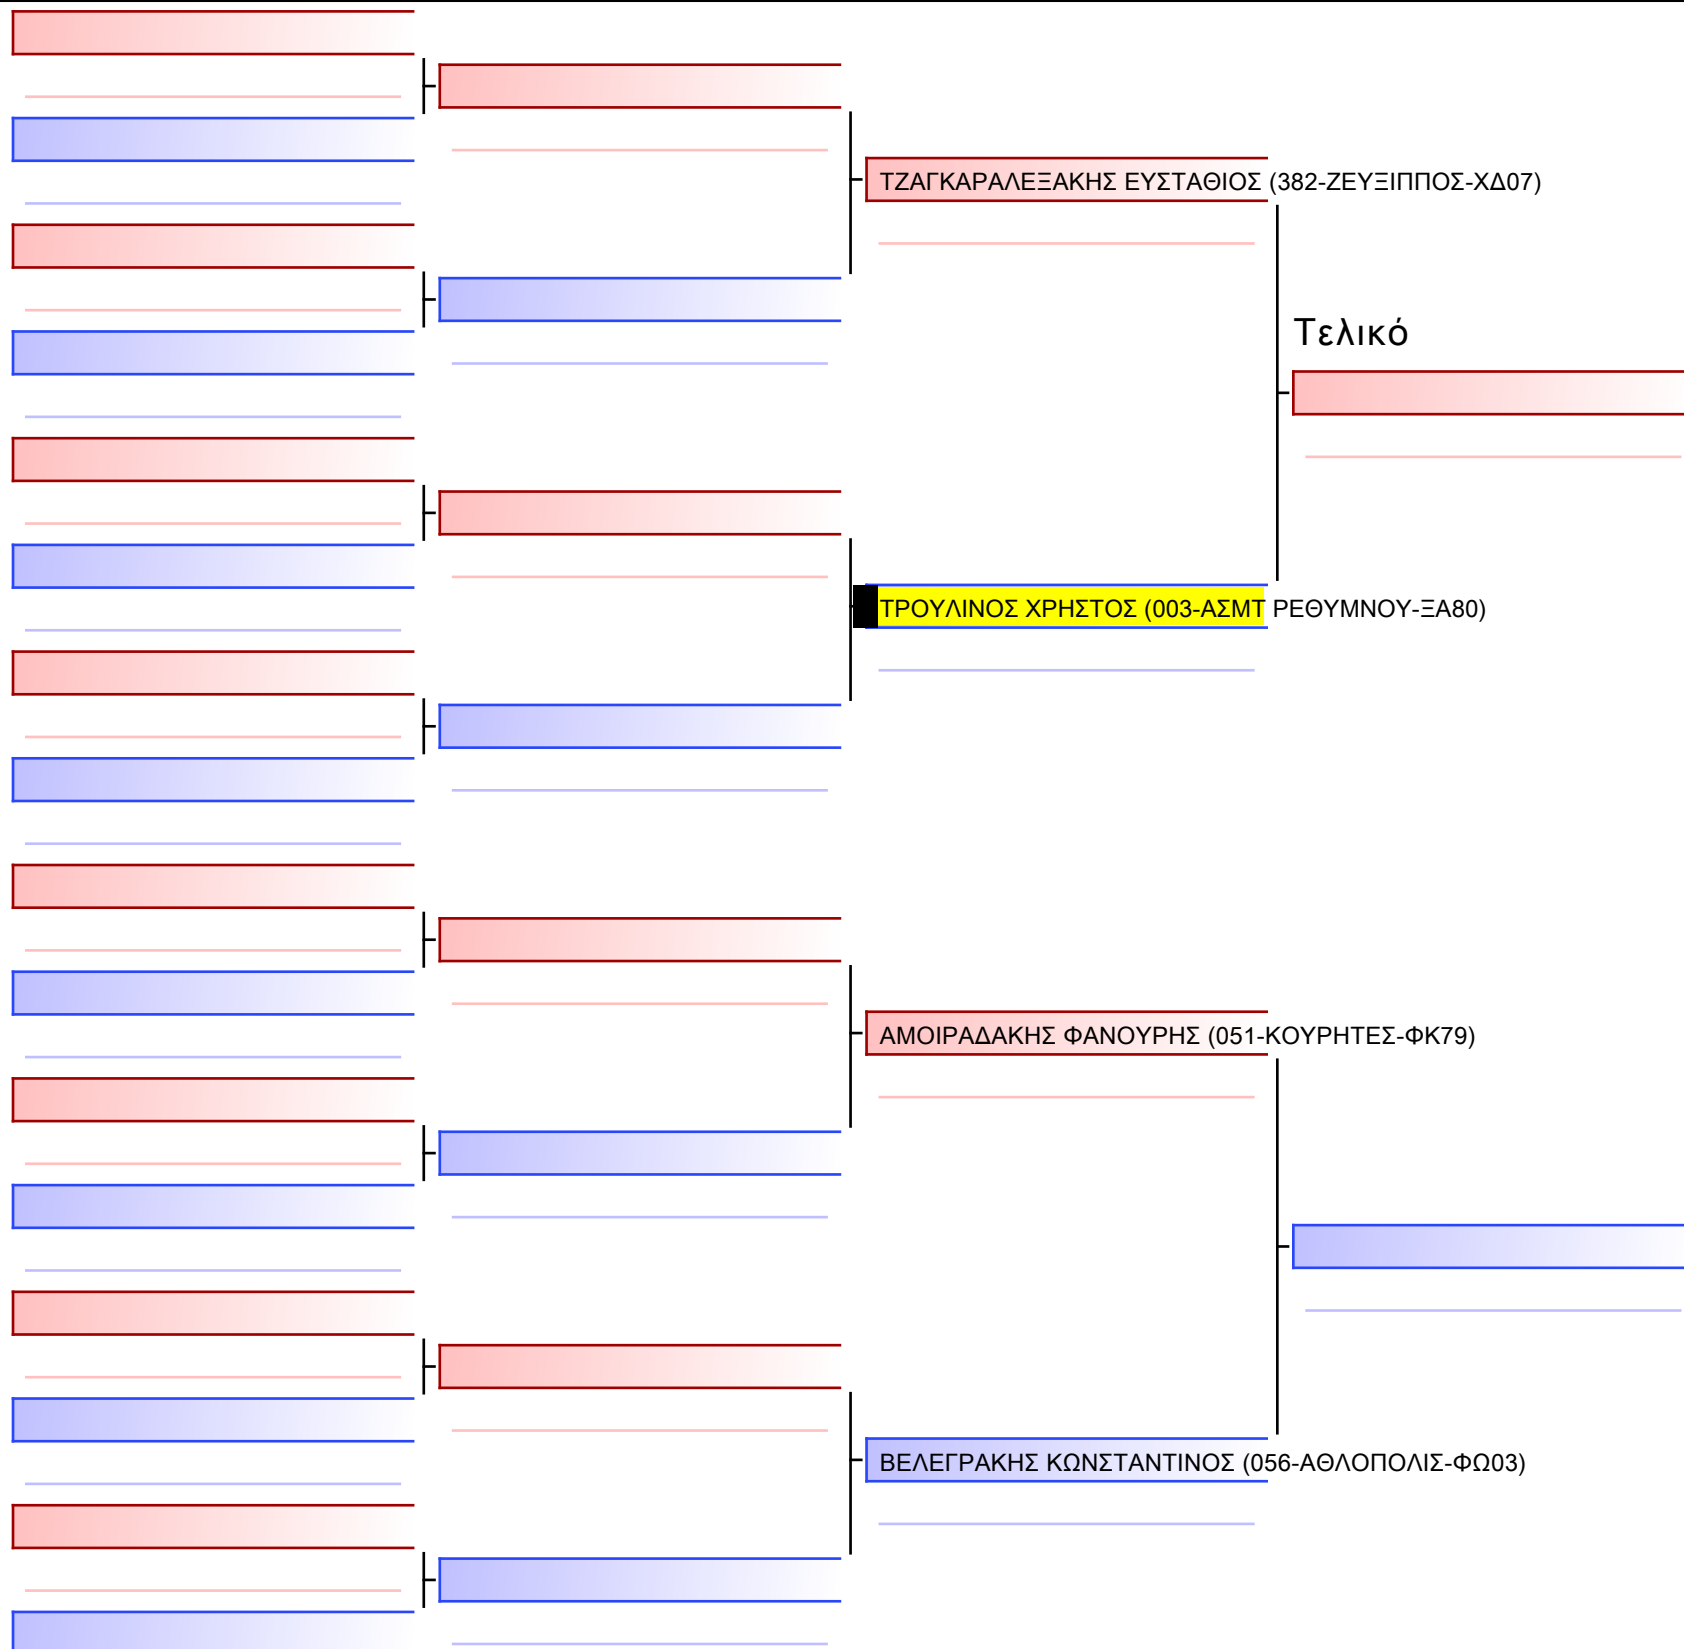 ΤΖΑΓΚΑΡΑΛΕΞΑΚΗΣ ΕΥΣΤΑΘΙΟΣ (382-ΖΕΥΞΙΠΠΟΣ-ΧΔ07)
Τελικό
ΤΡΟΥΛΙΝΟΣ ΧΡΗΣΤΟΣ (003-ΑΣΜΤ ΡΕΘΥΜΝΟΥ-ΞΑ80)
ΑΜΟΙΡΑΔΑΚΗΣ ΦΑΝΟΥΡΗΣ (051-ΚΟΥΡΗΤΕΣ-ΦΚ79)
ΒΕΛΕΓΡΑΚΗΣ ΚΩΝΣΤΑΝΤΙΝΟΣ (056-ΑΘΛΟΠΟΛΙΣ-ΦΩ03)